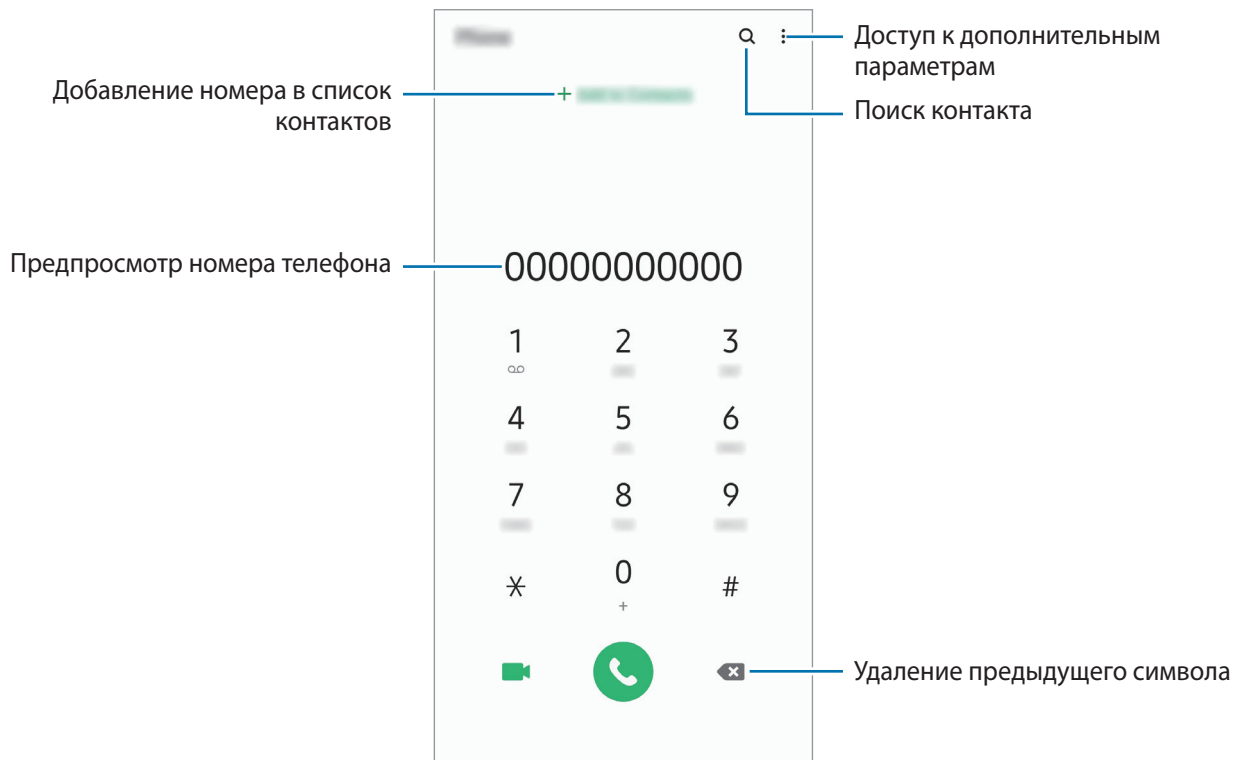 Доступ к дополнительным
параметрам
Добавление номера в список
контактов
Поиск контакта
Предпросмотр номера телефона
00000000000
1 2 3
4 5 6
7 8 9
* 0 #
+
Удаление предыдущего символа